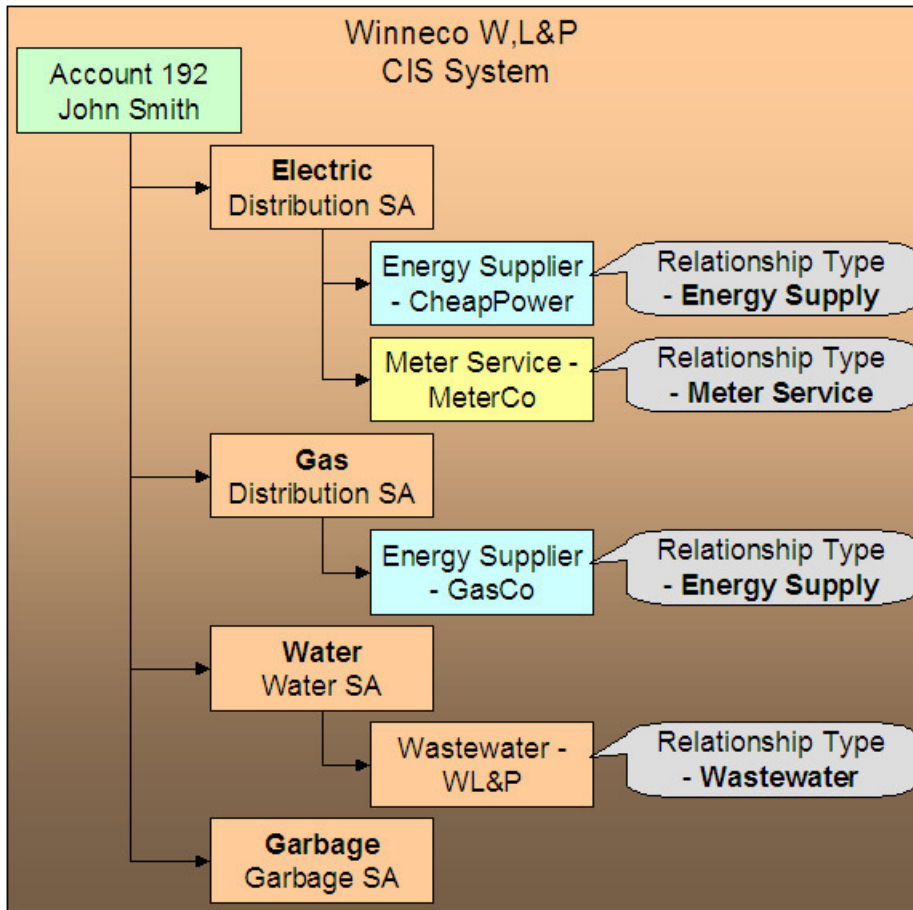 Winneco W,L&P
CIS System
Account 192
John Smith
Electric
Distribution SA
Energy Supplier
- CheapPower
Relationship Type
- Energy Supply
Meter Service -
MeterCo
Relationship Type
- Meter Service
Gas
Distribution SA
Energy Supplier
- GasCo
Relationship Type
- Energy Supply
Water
Water SA
Wastewater -
WL&P
Relationship Type
- Wastewater
Garbage
Garbage SA